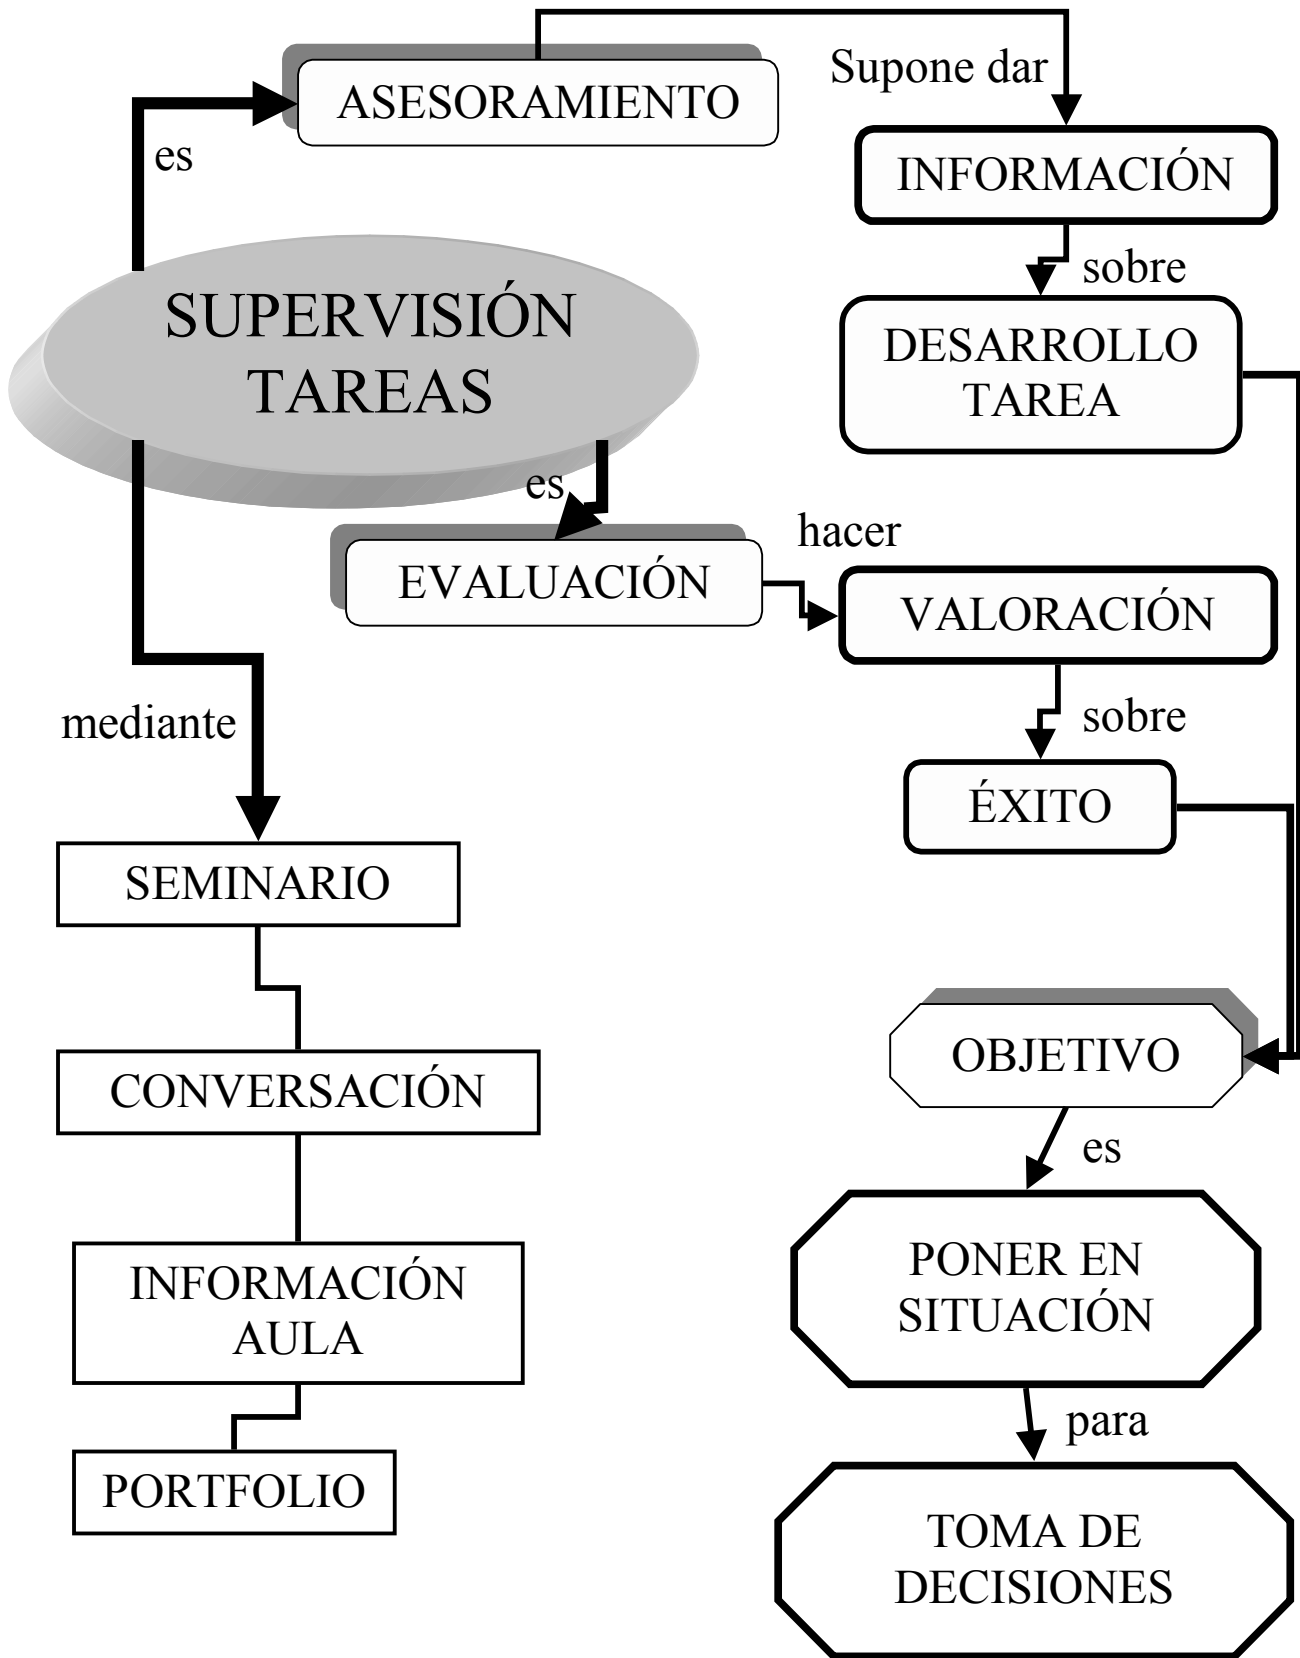 Supone dar
ASESORAMIENTO
es
INFORMACIÓN
sobre
SUPERVISIÓN
TAREAS
DESARROLLO
TAREA
es
hacer
EVALUACIÓN
VALORACIÓN
mediante
sobre
ÉXITO
SEMINARIO
OBJETIVO
CONVERSACIÓN
es
INFORMACIÓN
AULA
PONER EN
SITUACIÓN
para
PORTFOLIO
TOMA DE
DECISIONES